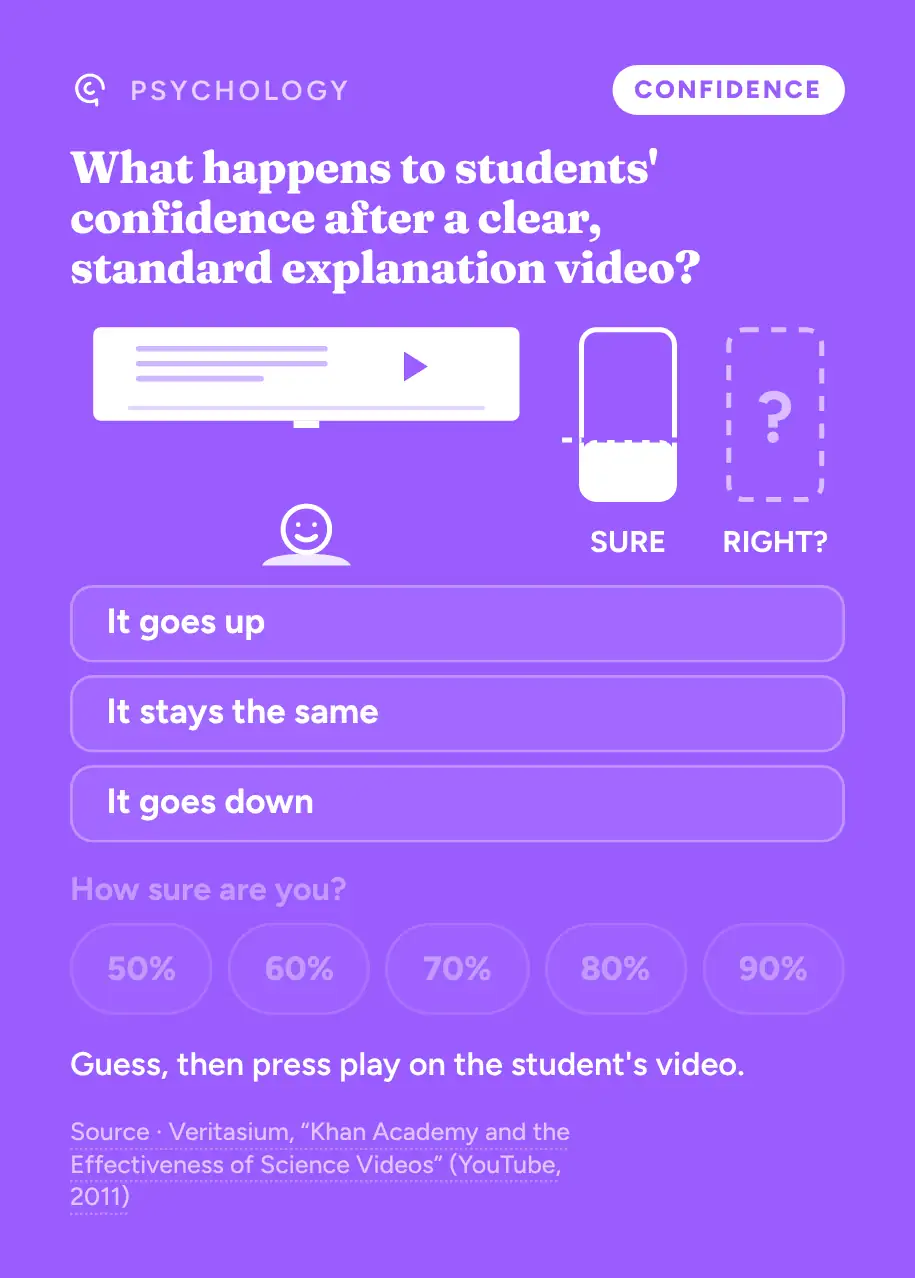 PSYCHOLOGY
CONFIDENCE
What happens to students'
confidence after a clear,
standard explanation video?
?
SURE
RIGHT?
It goes up
It stays the same
It goes down
How sure are you?
50%
60%
70%
80%
90%
Guess, then press play on the student's video.
Source · Veritasium, “Khan Academy and the
Effectiveness of Science Videos” (YouTube,
2011)